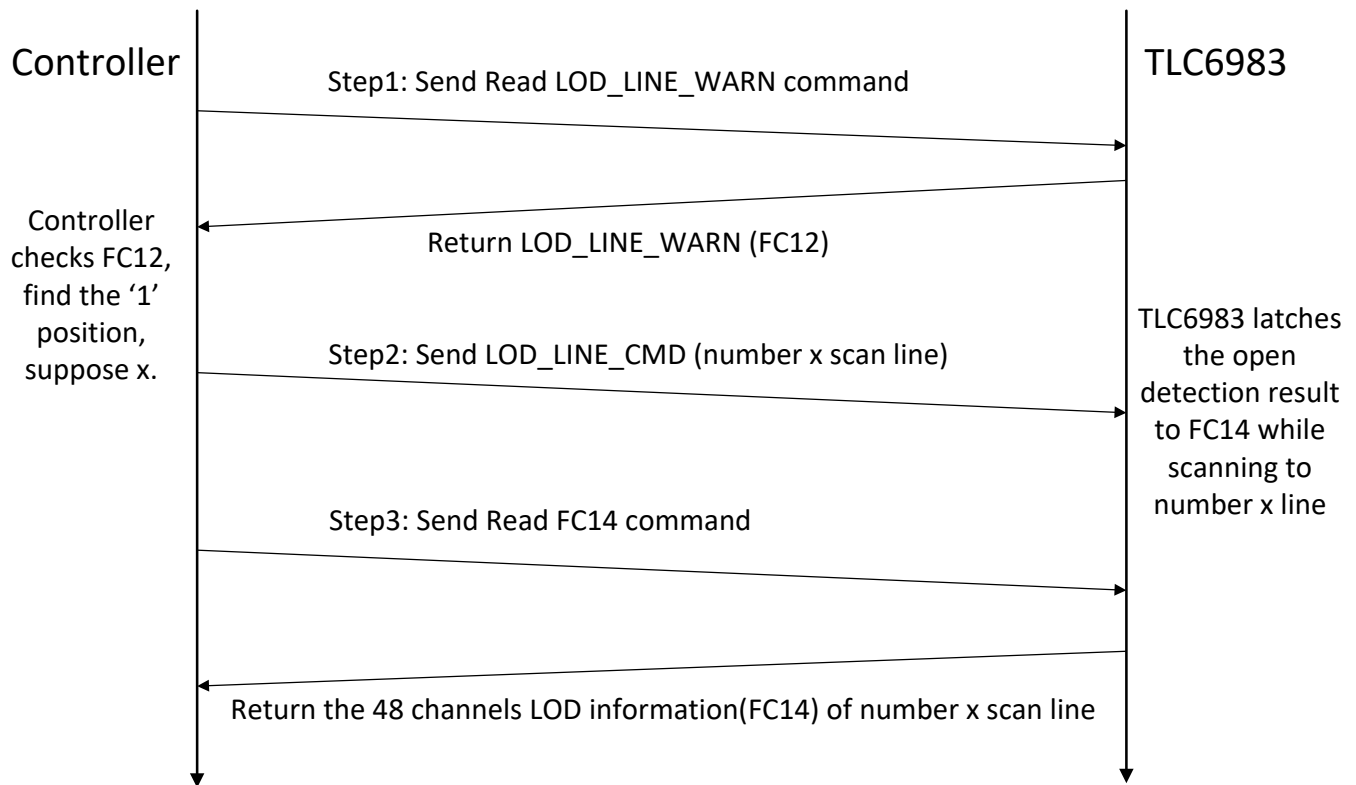 Controller
TLC6983
Step1: Send Read LOD_LINE_WARN command
Return LOD_LINE_WARN (FC12)
Controller
checks FC12,
find the ‘1’
position,
suppose x.
Step2: Send LOD_LINE_CMD (number x scan line)
TLC6983 latches
the open
detection result
to FC14 while
scanning to
number x line
Step3: Send Read FC14 command
Return the 48 channels LOD information(FC14) of number x scan line